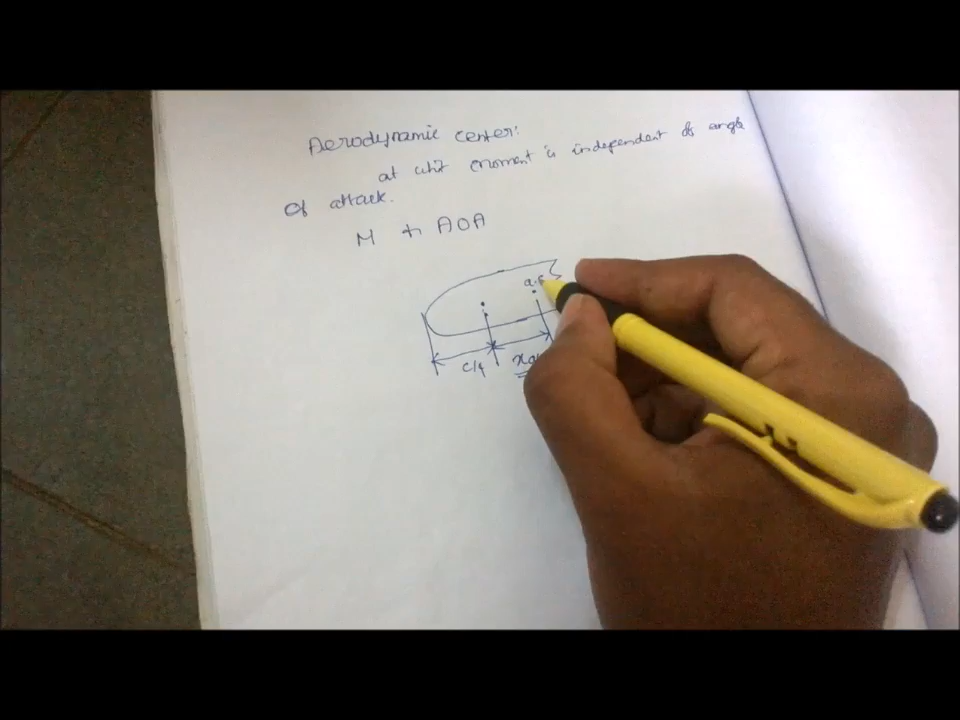 Aerodynamic center:
at which moment is independent of angle
of attack.
M AOA
a.c
c/4